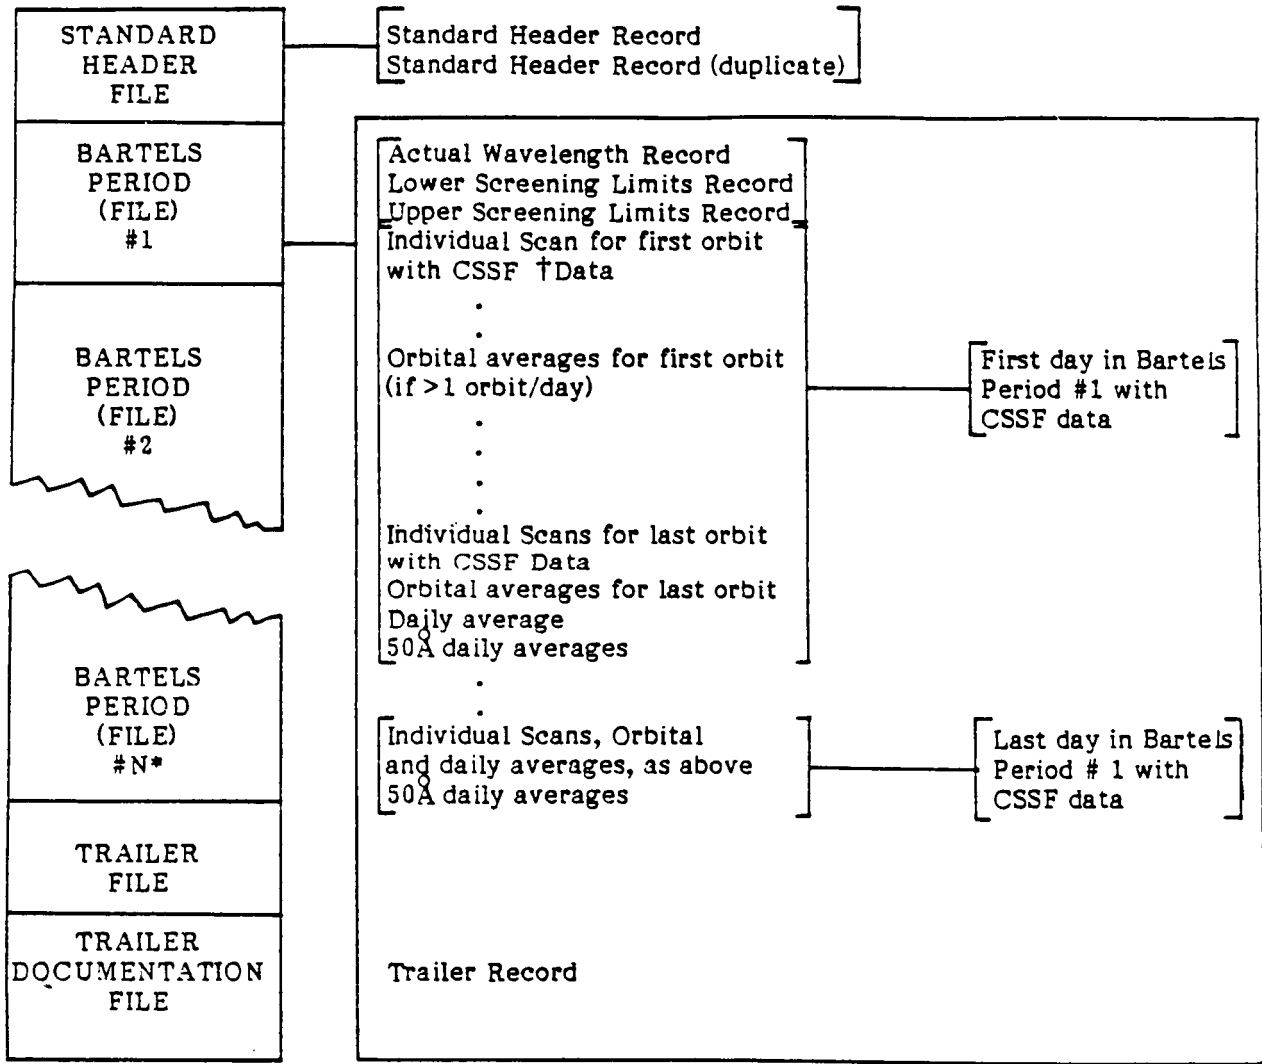 STANDARD
HEADER
FILE
Standard Header Record
Standard Header Record (duplicate)
BARTELS
PERIOD
(FILE)
#1
Actual Wavelength Record
Lower Screening Limits Record
Upper Screening Limits Record
Individual Scan for first orbit
with CSSF †Data
.
.
Orbital averages for first orbit
(if >1 orbit/day)
.
.
.
.
Individual Scans for last orbit
with CSSF Data
Orbital averages for last orbit
Daily average
50Å daily averages
First day in Bartels
Period #1 with
CSSF data
BARTELS
PERIOD
(FILE)
#2
.
.
Individual Scans, Orbital
and daily averages, as above
50Å daily averages
Last day in Bartels
Period # 1 with
CSSF data
BARTELS
PERIOD
(FILE)
#N*
TRAILER
FILE
TRAILER
DOCUMENTATION
FILE
Trailer Record